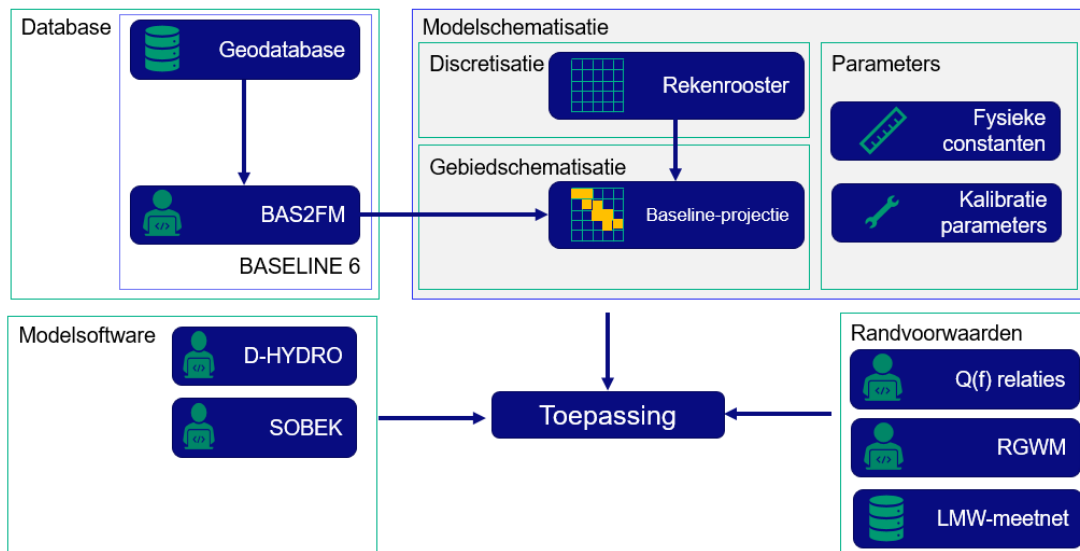 Database
Geodatabase
BAS2FM
BASELINE 6
Modelschematisatie
Discretisatie
Rekenrooster
Gebiedschematisatie
Baseline-projectie
Parameters
Fysieke
constanten
Kalibratie
parameters
Modelsoftware
D-HYDRO
SOBEK
Toepassing
Randvoorwaarden
Q(f) relaties
RGWM
LMW-meetnet